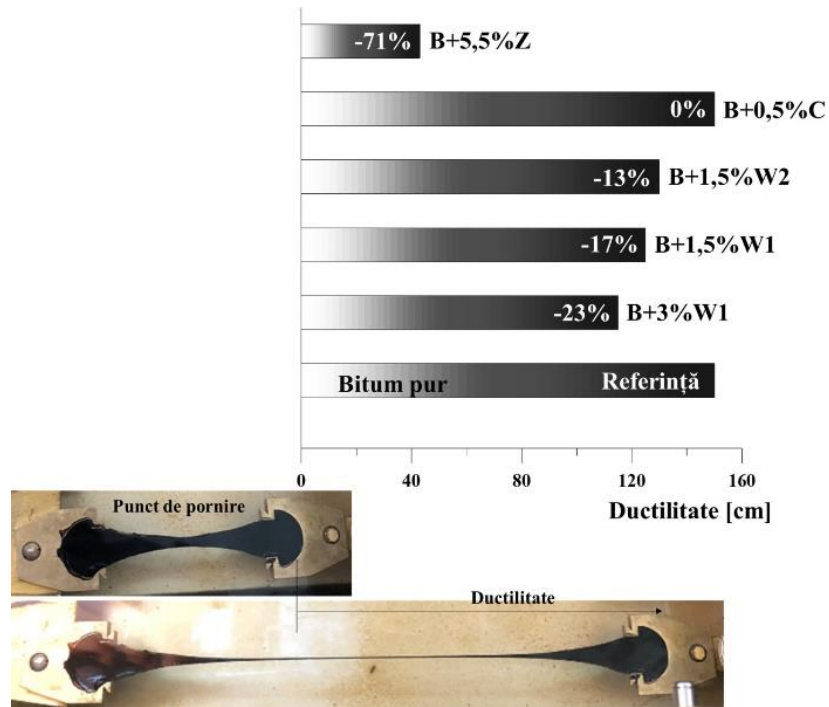 -71% B+5,5%Z
0% B+0,5%C
-13% B+1,5%W2
-17% B+1,5%W1
-23% B+3%W1
Bitum pur Referință
0 40 80 120 160
Ductilitate [cm]
Punct de pornire
Ductilitate